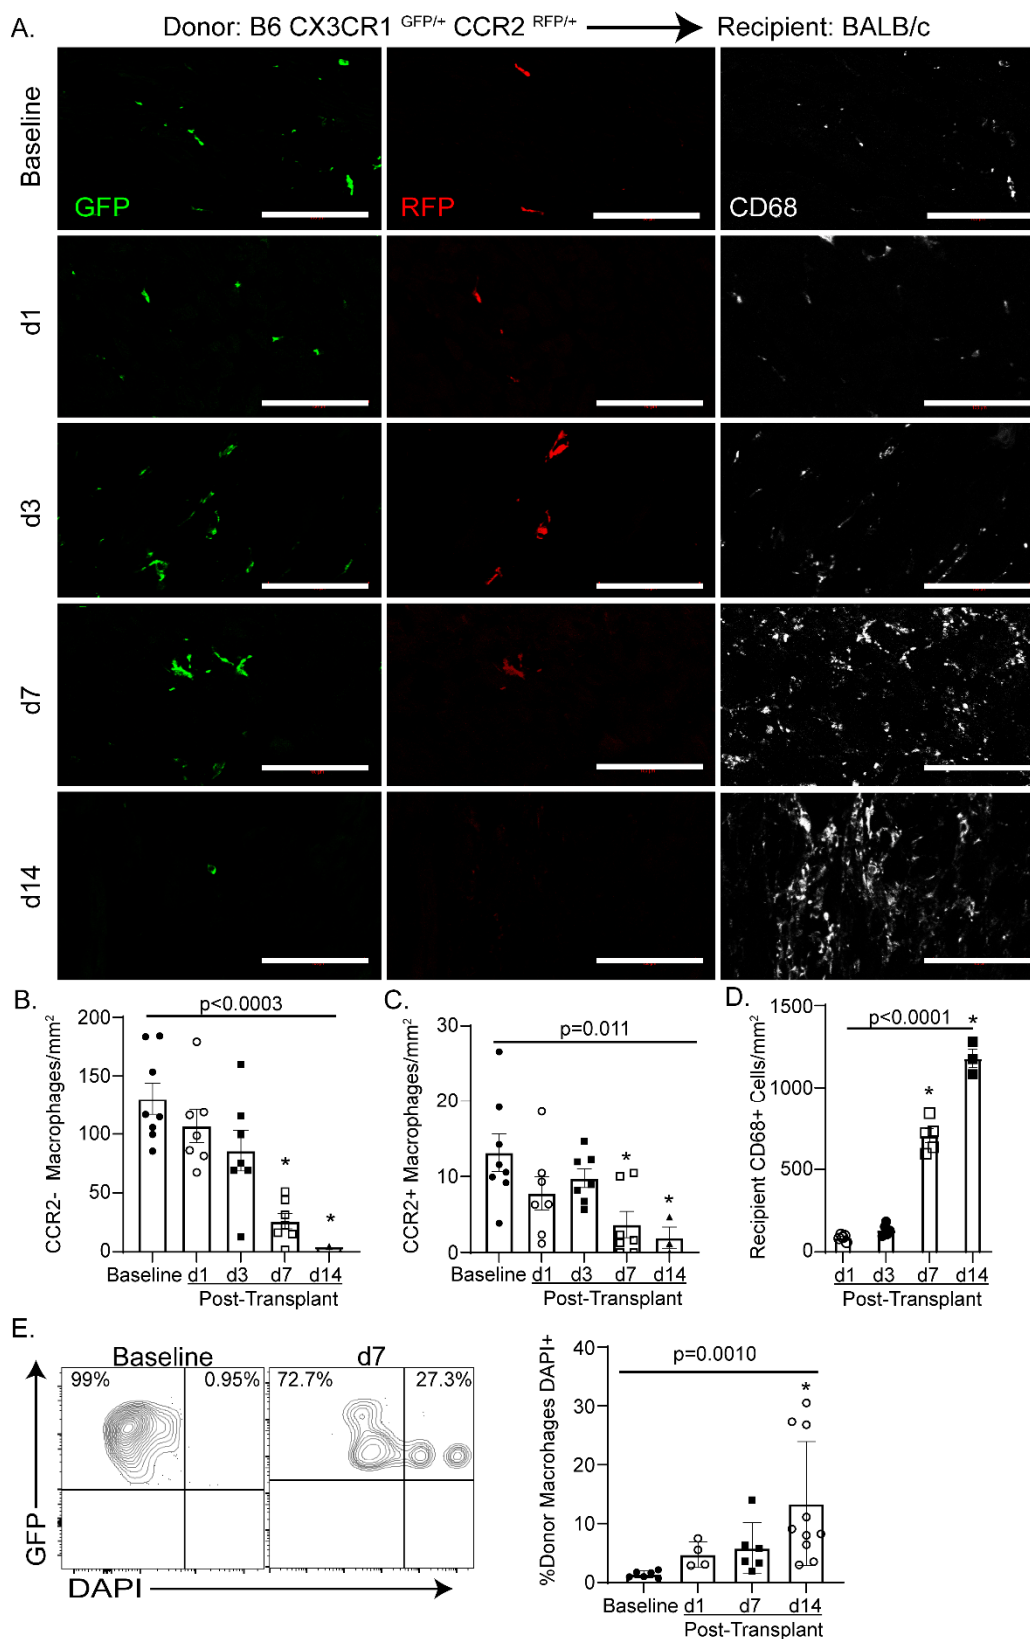 A.
Donor: B6 CX3CR1 GFP/+ CCR2 RFP/+ Recipient: BALB/c
Baseline
GFP
RFP
CD68
d1
d3
d7
d14
B.
p<0.0003
CCR2- Macrophages/mm²
200
150
100
50
0
Baseline
d1
d3
d7
d14
*
*
Post-Transplant
C.
p=0.011
CCR2+ Macrophages/mm²
30
20
10
0
Baseline
d1
d3
d7
d14
*
*
Post-Transplant
D.
p<0.0001
Recipient CD68+ Cells/mm²
1500
1000
500
0
d1
d3
d7
d14
*
*
Post-Transplant
E.
Baseline
99%
0.95%
d7
72.7%
27.3%
GFP
DAPI
p=0.0010
%Donor Macrohages DAPI+
40
30
20
10
0
*
Baseline
d1
d7
d14
Post-Transplant